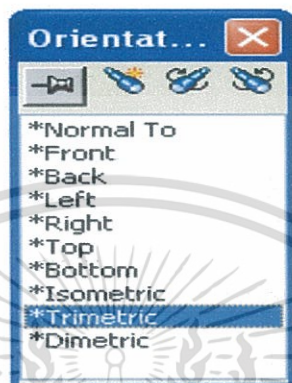 Orientat...
*Normal To
*Front
*Back
*Left
*Right
*Top
*Bottom
*Isometric
*Trimetric
*Dimetric